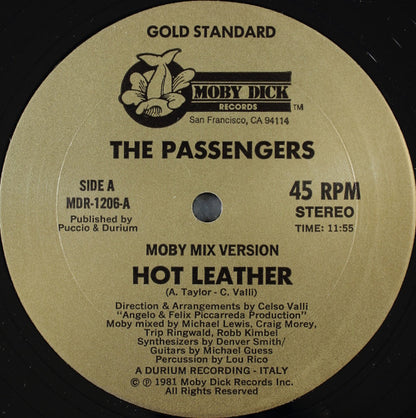 GOLD STANDARD
MOBY DICK
RECORDS
TM
San Francisco, CA 94114
THE PASSENGERS
SIDE A
MDR-1206-A
Published by
Puccio & Durium
45 RPM
STEREO
TIME: 11:55
MOBY MIX VERSION
HOT LEATHER
(A. Taylor - C. Valli)
Direction & Arrangements by Celso Valli
"Angelo & Felix Piccarreda Production"
Moby mixed by Michael Lewis, Craig Morey,
Trip Ringwald, Robb Kimbel
Synthesizers by Denver Smith/
Guitars by Michael Guess
Percussion by Lou Rico
A DURIUM RECORDING - ITALY
© ℗ 1981 Moby Dick Records Inc.
All Rights Reserved